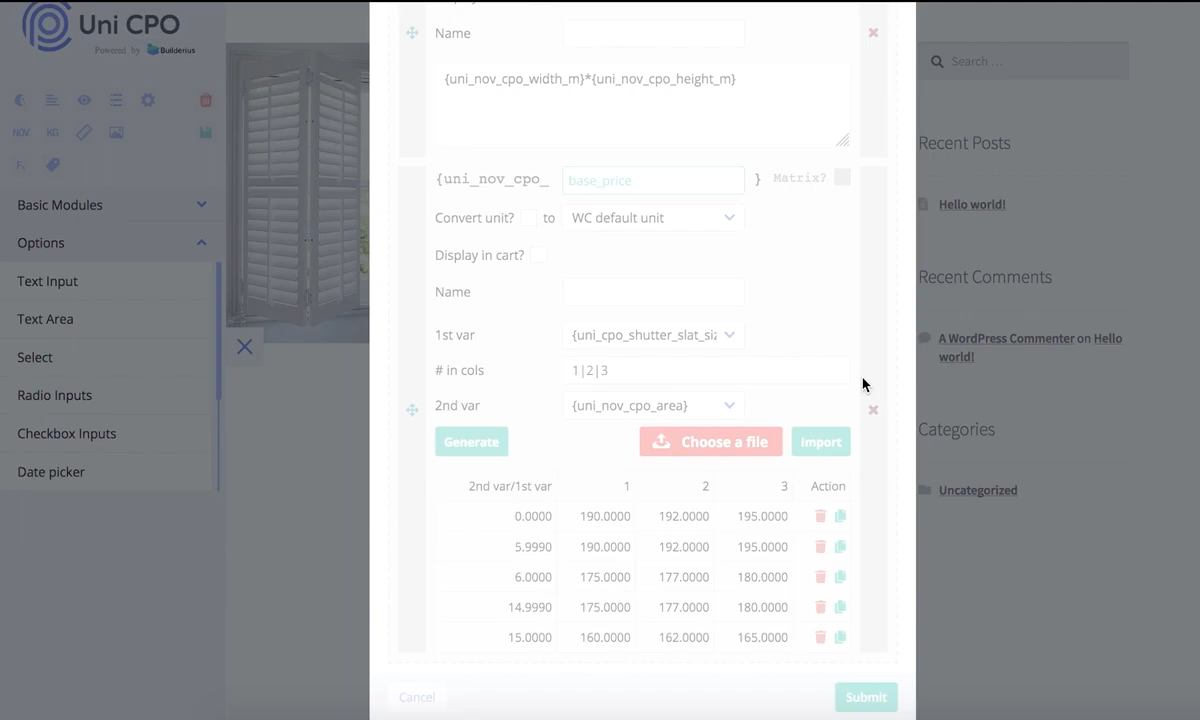 Uni CPO
Powered by Builderius
NOV KG
Basic Modules
Options
Text Input
Text Area
Select
Radio Inputs
Checkbox Inputs
Date picker
Name
{uni_nov_cpo_width_m}*{uni_nov_cpo_height_m}
{uni_nov_cpo_ base_price } Matrix?
Convert unit? to WC default unit
Display in cart?
Name
1st var {uni_cpo_shutter_slat_siz
# in cols 1|2|3
2nd var {uni_nov_cpo_area}
Generate Choose a file Import
2nd var/1st var 1 2 3 Action
0.0000 190.0000 192.0000 195.0000
5.9990 190.0000 192.0000 195.0000
6.0000 175.0000 177.0000 180.0000
14.9990 175.0000 177.0000 180.0000
15.0000 160.0000 162.0000 165.0000
Cancel Submit
Search ...
Recent Posts
Hello world!
Recent Comments
A WordPress Commenter on Hello
world!
Categories
Uncategorized